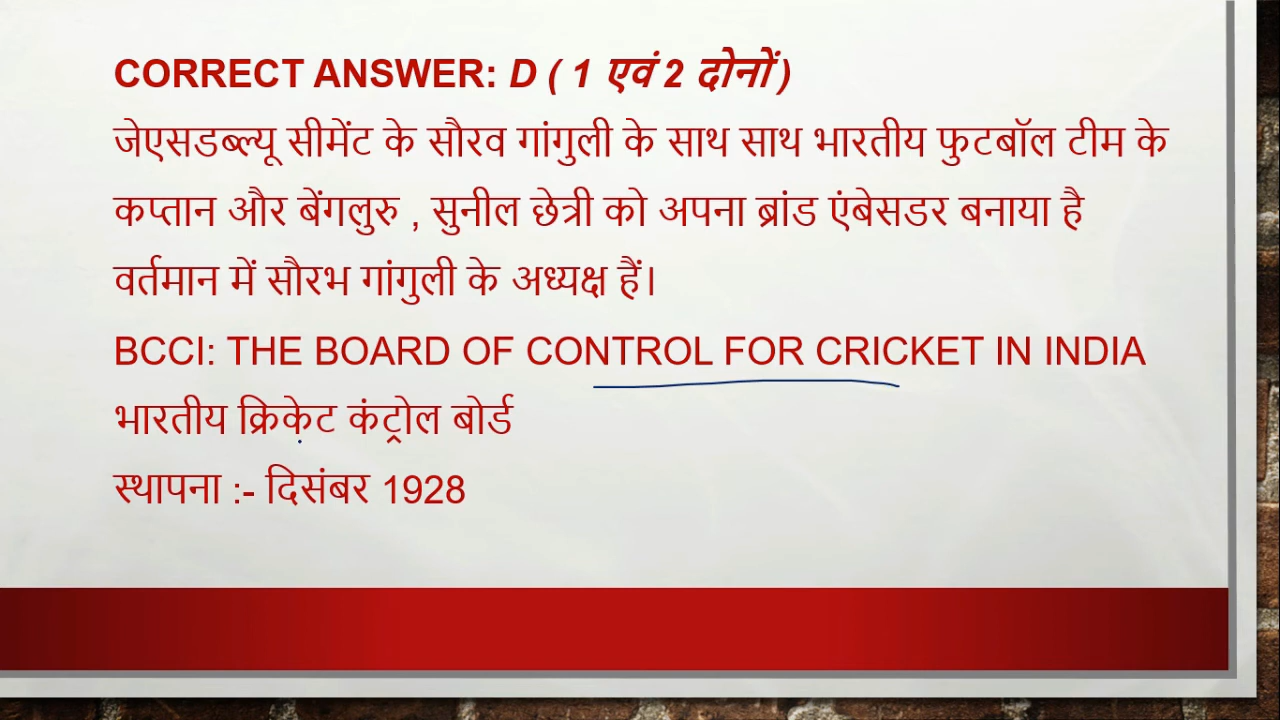 CORRECT ANSWER: D ( 1 एवं 2 दोनों )
जेएसडब्ल्यू सीमेंट के सौरव गांगुली के साथ साथ भारतीय फुटबॉल टीम के
कप्तान और बेंगलुरु , सुनील छेत्री को अपना ब्रांड एंबेसडर बनाया है
वर्तमान में सौरभ गांगुली के अध्यक्ष हैं।
BCCI: THE BOARD OF CONTROL FOR CRICKET IN INDIA
भारतीय क्रिकेट कंट्रोल बोर्ड
स्थापना :- दिसंबर 1928